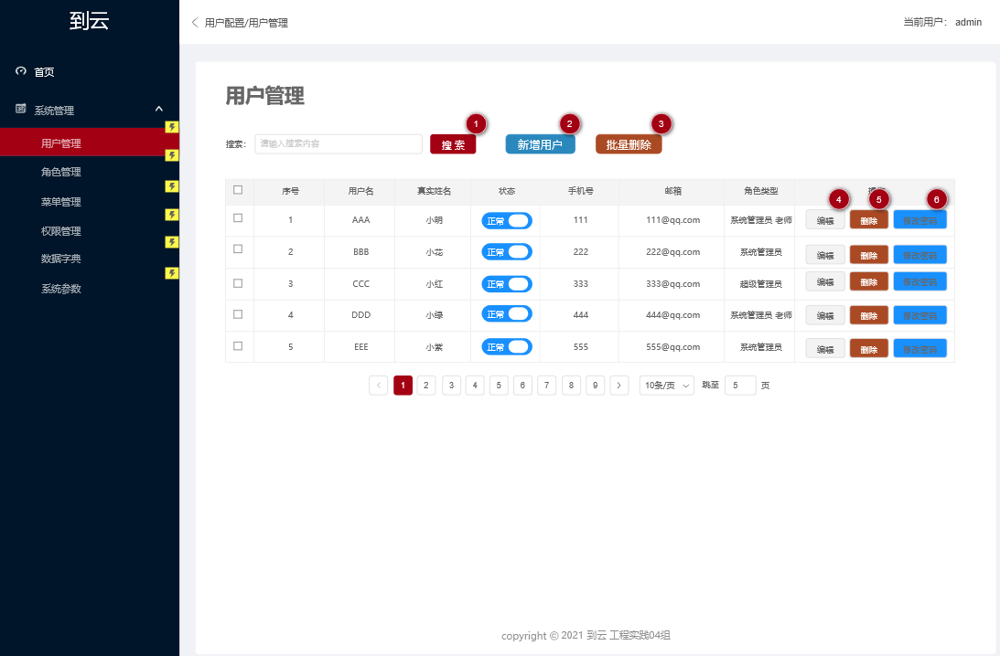 到云
用户配置/用户管理
当前用户： admin
首页
系统管理
用户管理
角色管理
菜单管理
权限管理
数据字典
系统参数
用户管理
1 2 3
搜索: 请输入搜索内容 搜 索 新增用户 批量删除
序号 用户名 真实姓名 状态 手机号 邮箱 角色类型
4 5 6
1 AAA 小明 正常 111 111@qq.com 系统管理员 老师 编辑 删除 修改密码
2 BBB 小花 正常 222 222@qq.com 系统管理员 编辑 删除 修改密码
3 CCC 小红 正常 333 333@qq.com 超级管理员 编辑 删除 修改密码
4 DDD 小绿 正常 444 444@qq.com 系统管理员 老师 编辑 删除 修改密码
5 EEE 小紫 正常 555 555@qq.com 系统管理员 编辑 删除 修改密码
1 2 3 4 5 6 7 8 9 10条/页 跳至 5 页
copyright © 2021 到云 工程实践04组